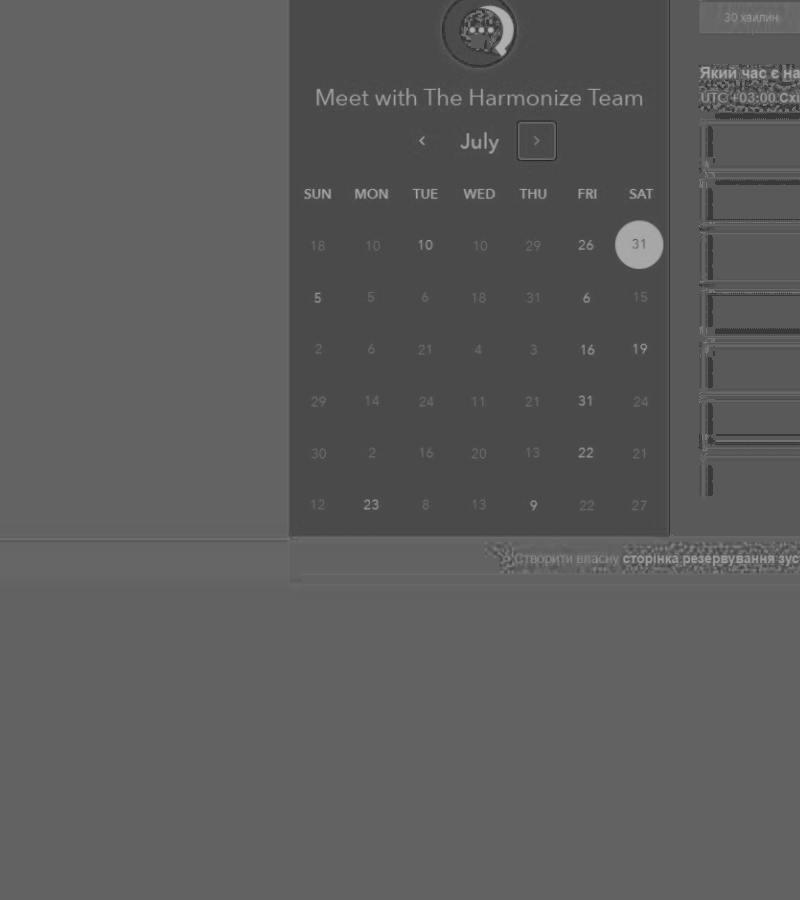 30 хвилин
Meet with The Harmonize Team
July
SUN MON TUE WED THU FRI SAT
18 10 10 10 29 26 31
5 5 6 18 31 6 15
2 6 21 4 3 16 19
29 14 24 11 21 31 24
30 2 16 20 13 22 21
12 23 8 13 9 22 27
Який час є на
UTC +03:00 Схі
Створити власну сторінка резервування зус